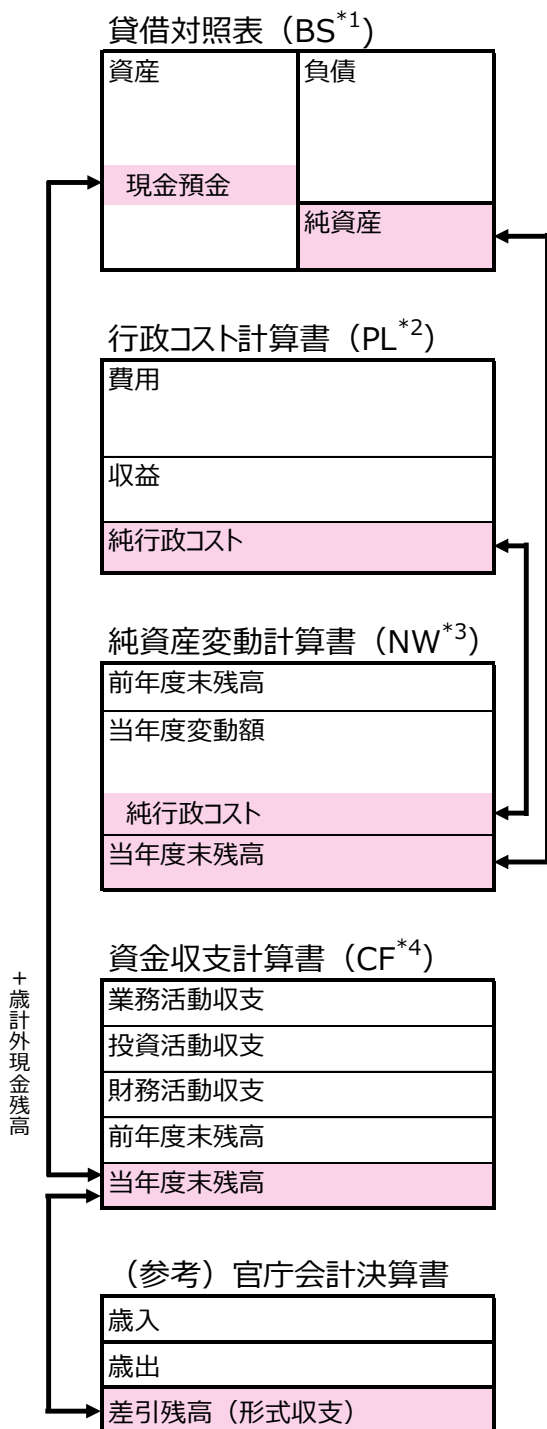 貸借対照表（BS*1)
資産
負債
現金預金
純資産
行政コスト計算書（PL*2）
費用
収益
純行政コスト
純資産変動計算書（NW*3）
前年度末残高
当年度変動額
純行政コスト
当年度末残高
資金収支計算書（CF*4）
業務活動収支
投資活動収支
財務活動収支
前年度末残高
当年度末残高
＋歳計外現金残高
（参考）官庁会計決算書
歳入
歳出
差引残高（形式収支）